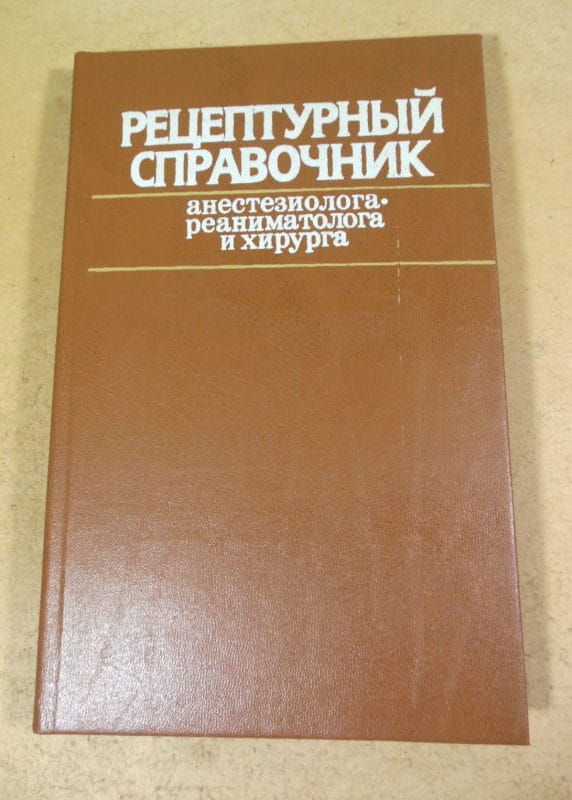 РЕЦЕПТУРНЫЙ
СПРАВОЧНИК
анестезиолога-
реаниматолога
и хирурга